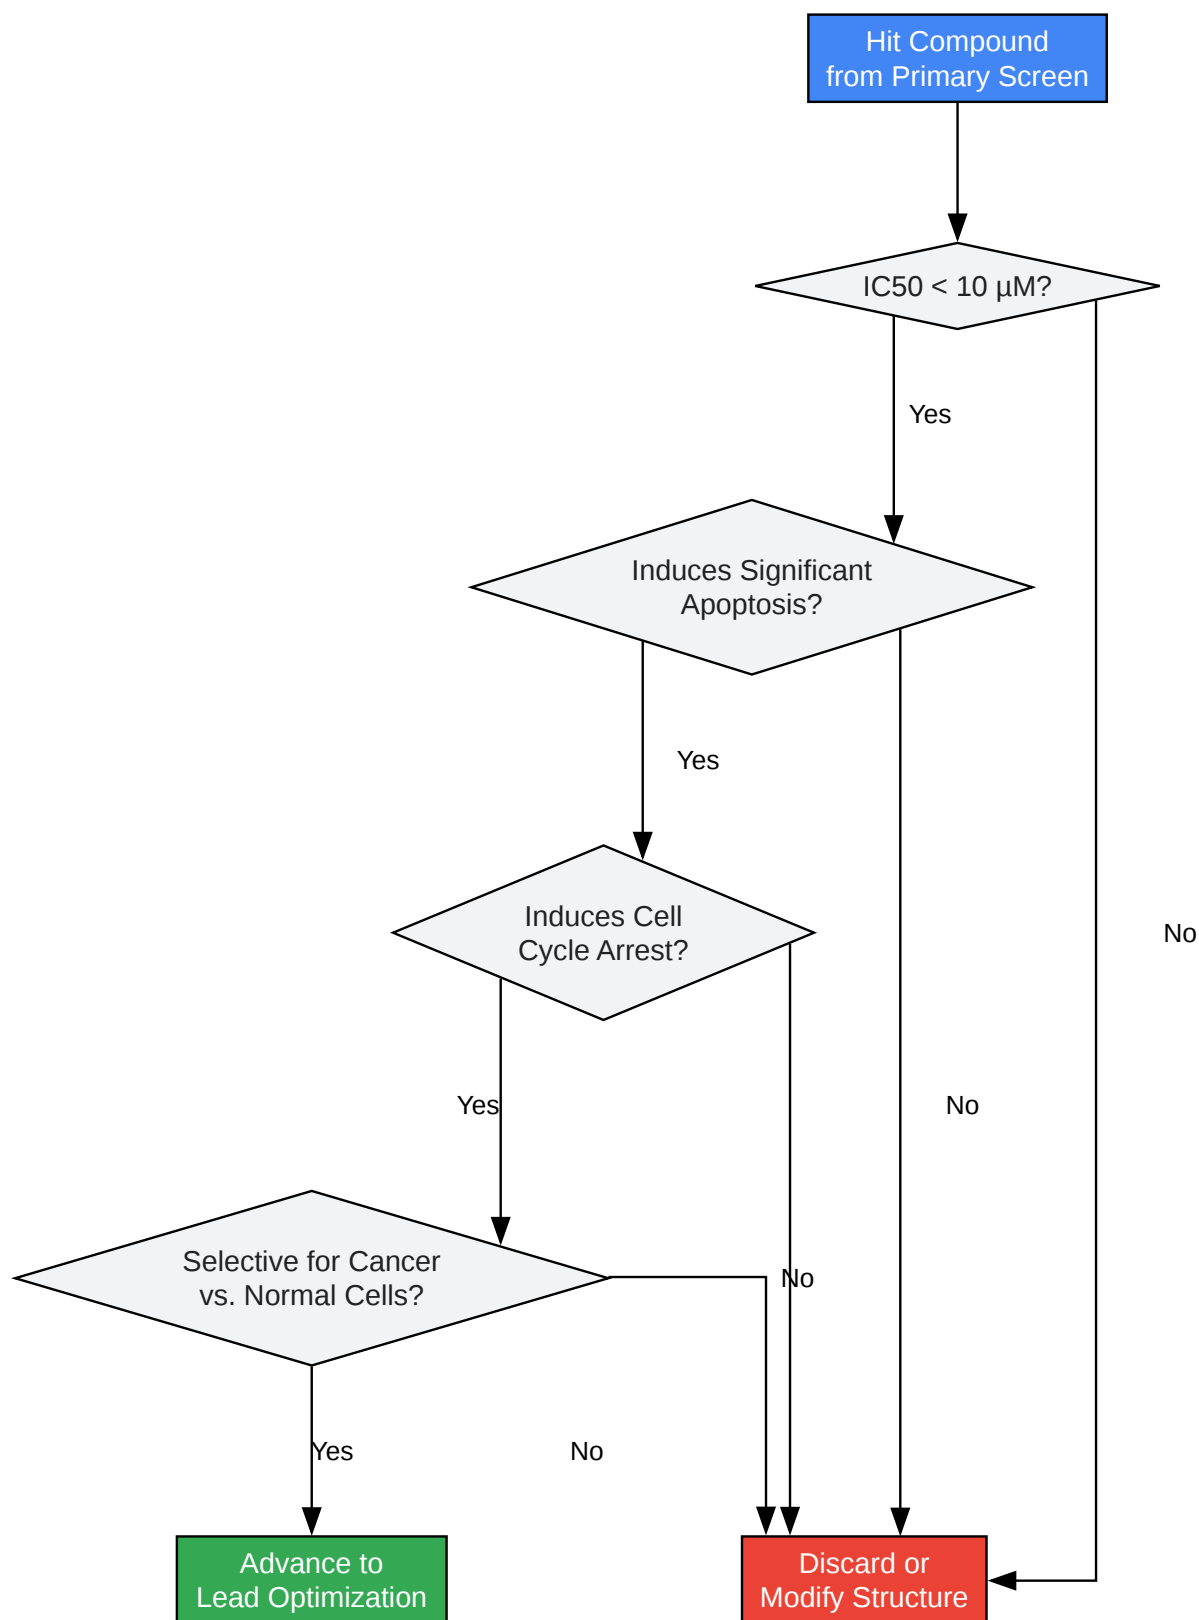 Hit Compound
from Primary Screen
IC50 < 10 µM?
Yes
Induces Significant
Apoptosis?
Yes
Induces Cell
Cycle Arrest?
No
Yes
No
Selective for Cancer
vs. Normal Cells?
No
Yes
No
Advance to
Lead Optimization
Discard or
Modify Structure